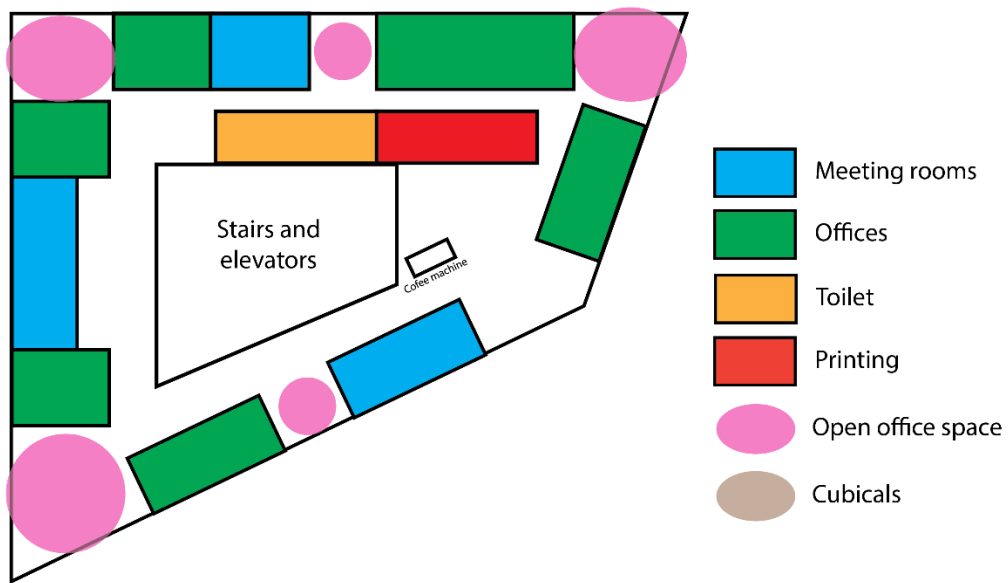 Stairs and
elevators
Cofee machine
Meeting rooms
Offices
Toilet
Printing
Open office space
Cubicals